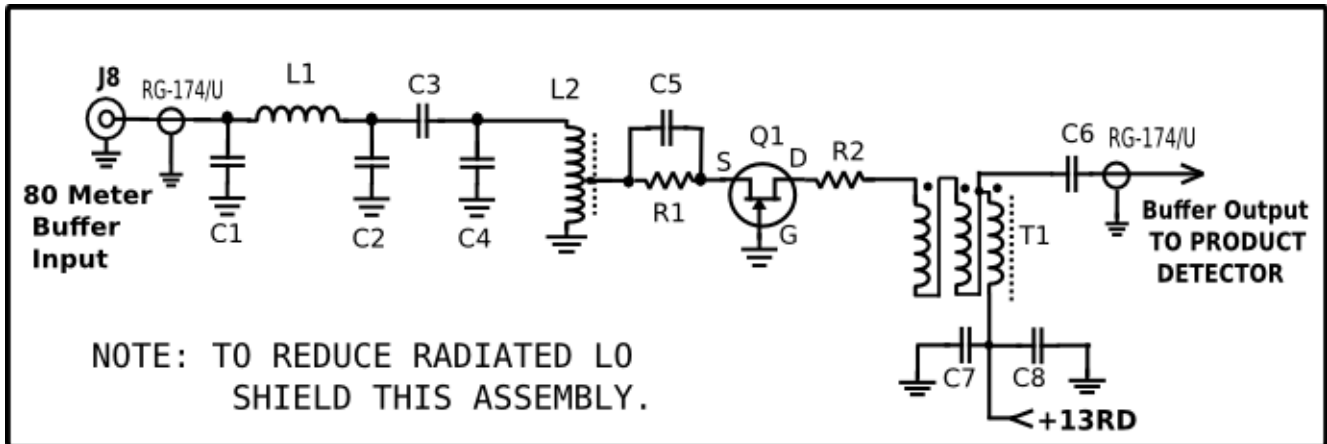 J8
RG-174/U
L1
C3
L2
C5
Q1
S
D
R2
C6
RG-174/U
80 Meter
Buffer
Input
C1
C2
C4
R1
G
T1
Buffer Output
TO PRODUCT
DETECTOR
NOTE: TO REDUCE RADIATED LO
SHIELD THIS ASSEMBLY.
C7
C8
+13RD